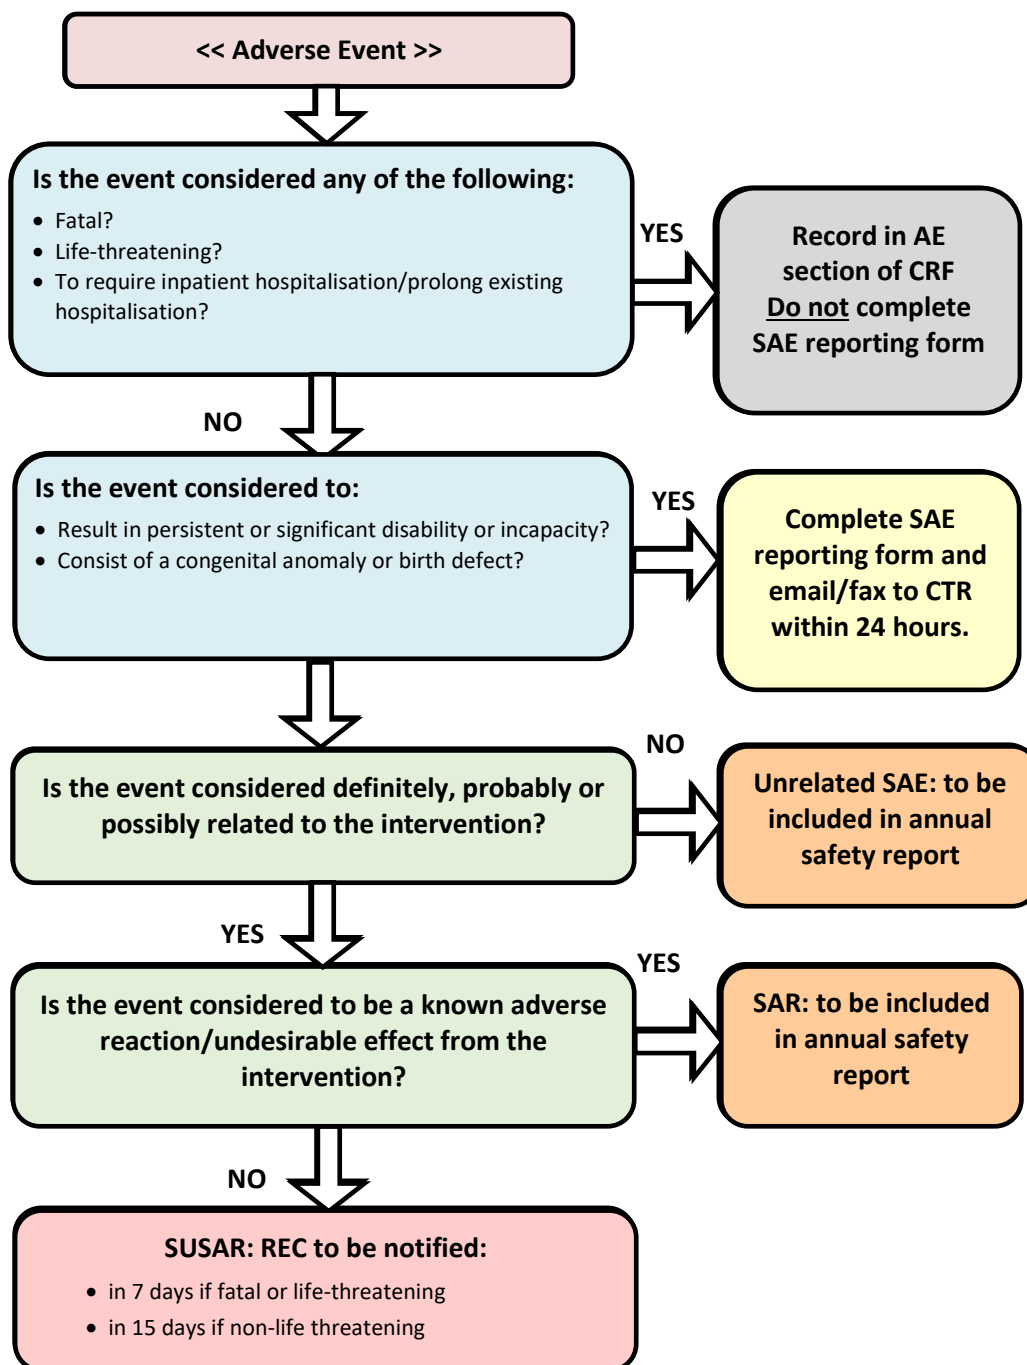 << Adverse Event >>
Is the event considered any of the following:
• Fatal?
• Life-threatening?
• To require inpatient hospitalisation/prolong existing
hospitalisation?
YES
Record in AE
section of CRF
Do not complete
SAE reporting form
NO
Is the event considered to:
• Result in persistent or significant disability or incapacity?
• Consist of a congenital anomaly or birth defect?
YES
Complete SAE
reporting form and
email/fax to CTR
within 24 hours.
Is the event considered definitely, probably or
possibly related to the intervention?
NO
Unrelated SAE: to be
included in annual
safety report
YES
Is the event considered to be a known adverse
reaction/undesirable effect from the
intervention?
YES
SAR: to be included
in annual safety
report
NO
SUSAR: REC to be notified:
• in 7 days if fatal or life-threatening
• in 15 days if non-life threatening